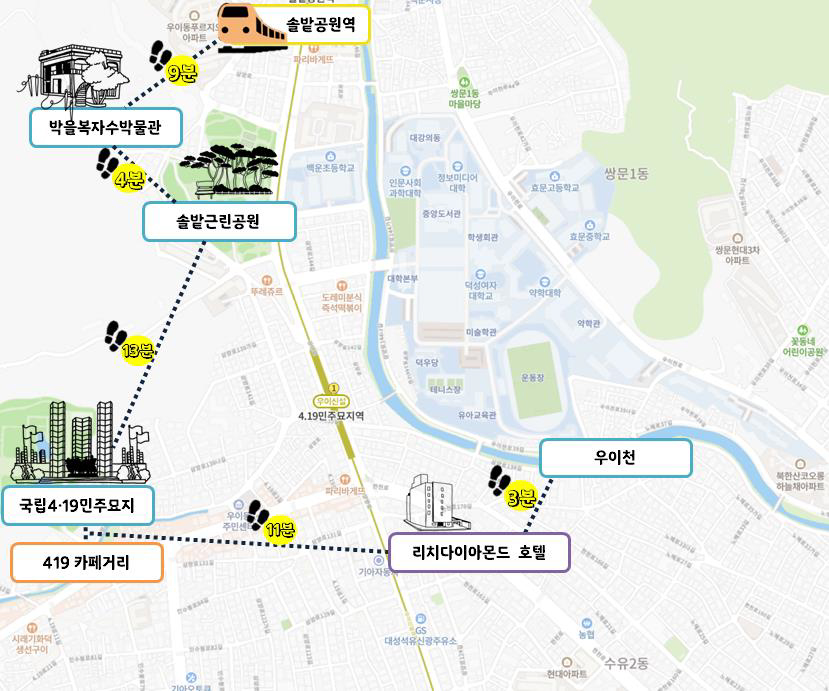 솔밭공원역
우이동푸르지오
아파트
파리바게뜨
9분
쌍문1동
마을마당
박을복자수박물관
대강의동
4분
백운초등학교
인문사회
과학대학
정보미디어
대학
효문고등학교
쌍문1동
솔밭근린공원
중앙도서관
학생회관
효문중학교
쌍문현대3차
아파트
대학본부
뚜레쥬르
도레미분식
즉석떡볶이
덕성여자
대학교
약학대학
미술학관
약학관
13분
꽃동네
어린이공원
덕우당
운동장
테니스장
1
우이신설
4.19민주묘지역
유아교육관
우이천
파리바게뜨
북한산코오롱
하늘채아파트
국립4·19민주묘지
3분
11분
리치다이아몬드 호텔
419 카페거리
기아자동차
GS
대성석유신광주유소
농협
시래기화덕
생선구이
수유2동
현대아파트
기아오토큐